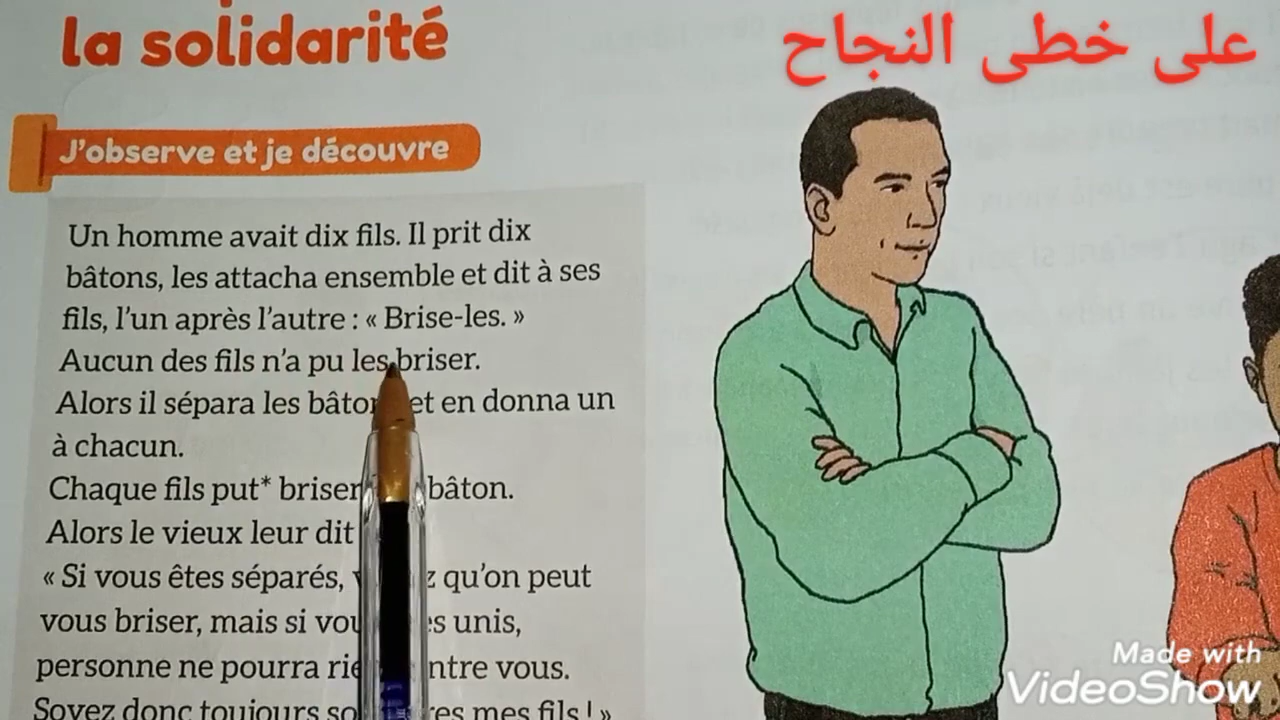 la solidarité
على خطى النجاح
J'observe et je découvre
Un homme avait dix fils. Il prit dix
bâtons, les attacha ensemble et dit à ses
fils, l'un après l'autre : « Brise-les. »
Aucun des fils n'a pu les briser.
Alors il sépara les et en donna un
à chacun.
Chaque fils put* briser bâton.
Alors le vieux leur dit
« Si vous êtes séparés, qu'on peut
vous briser, mais si unis,
personne ne pourra vous.
Soyez donc toujours mes fils ! »
Made with
VideoShow